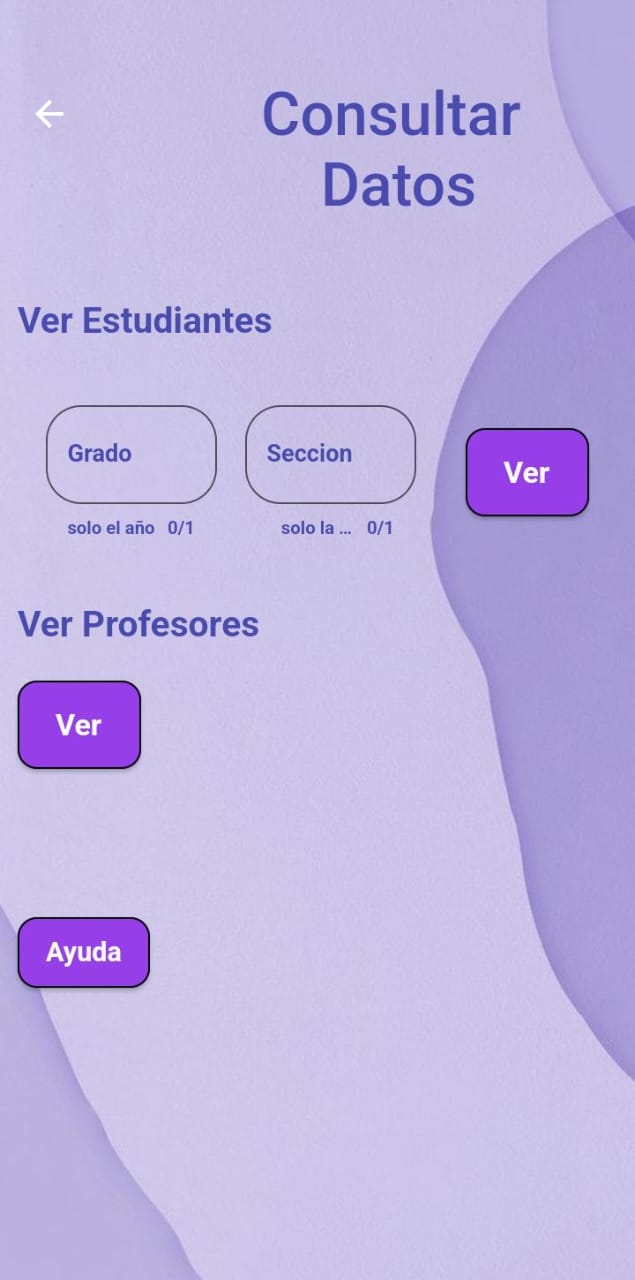 Consultar
Datos
Ver Estudiantes
Grado
Seccion
Ver
solo el año 0/1
solo la ... 0/1
Ver Profesores
Ver
Ayuda